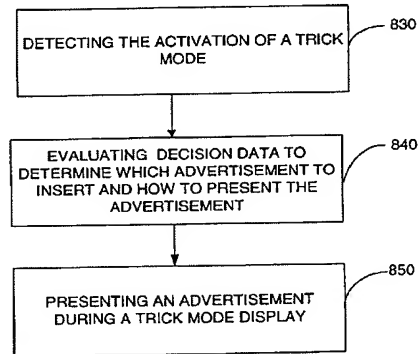 DETECTING THE ACTIVATION OF A TRICK
MODE
830
EVALUATING DECISION DATA TO
DETERMINE WHICH ADVERTISEMENT TO
INSERT AND HOW TO PRESENT THE
ADVERTISEMENT
840
PRESENTING AN ADVERTISEMENT
DURING A TRICK MODE DISPLAY
850